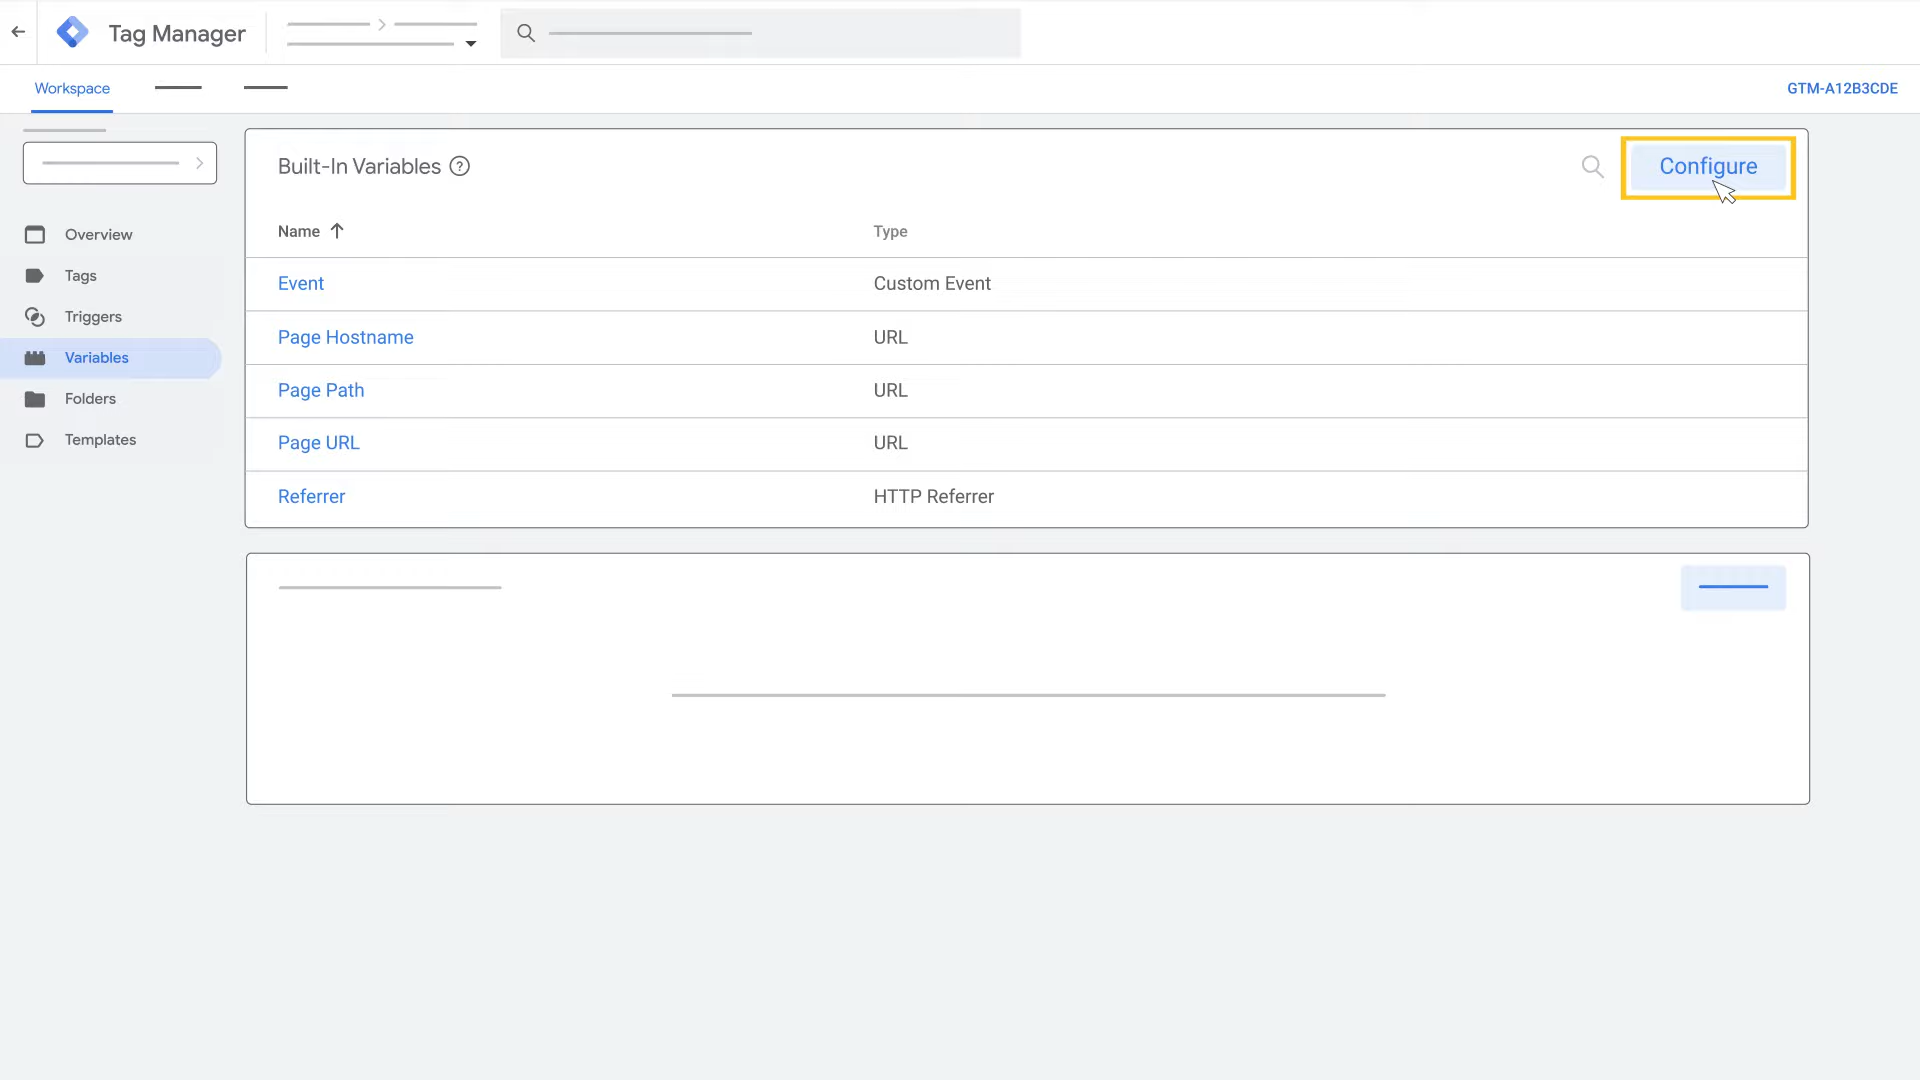 Tag Manager
Workspace
GTM-A12B3CDE
Overview
Tags
Triggers
Variables
Folders
Templates
Built-In Variables ?
Configure
Name Type
Event Custom Event
Page Hostname URL
Page Path URL
Page URL URL
Referrer HTTP Referrer